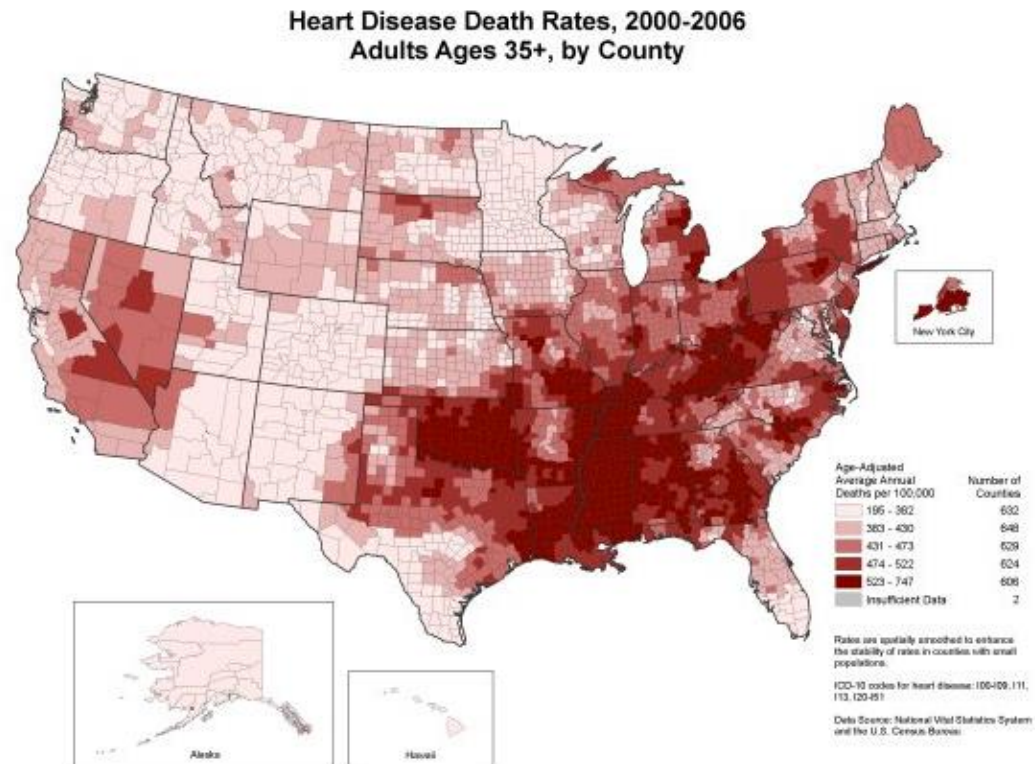 Heart Disease Death Rates, 2000-2006
Adults Ages 35+, by County
New York City
Age-Adjusted
Average Annual
Deaths per 100,000
Number of
Counties
195 - 382 632
383 - 430 648
431 - 473 629
474 - 522 624
523 - 747 606
Insufficient Data 2
Rates are spatially smoothed to enhance
the stability of rates in counties with small
populations.
ICD-10 codes for heart disease: I00-I09, I11,
I13, I20-I51
Data Source: National Vital Statistics System
and the U.S. Census Bureau
Alaska
Hawaii